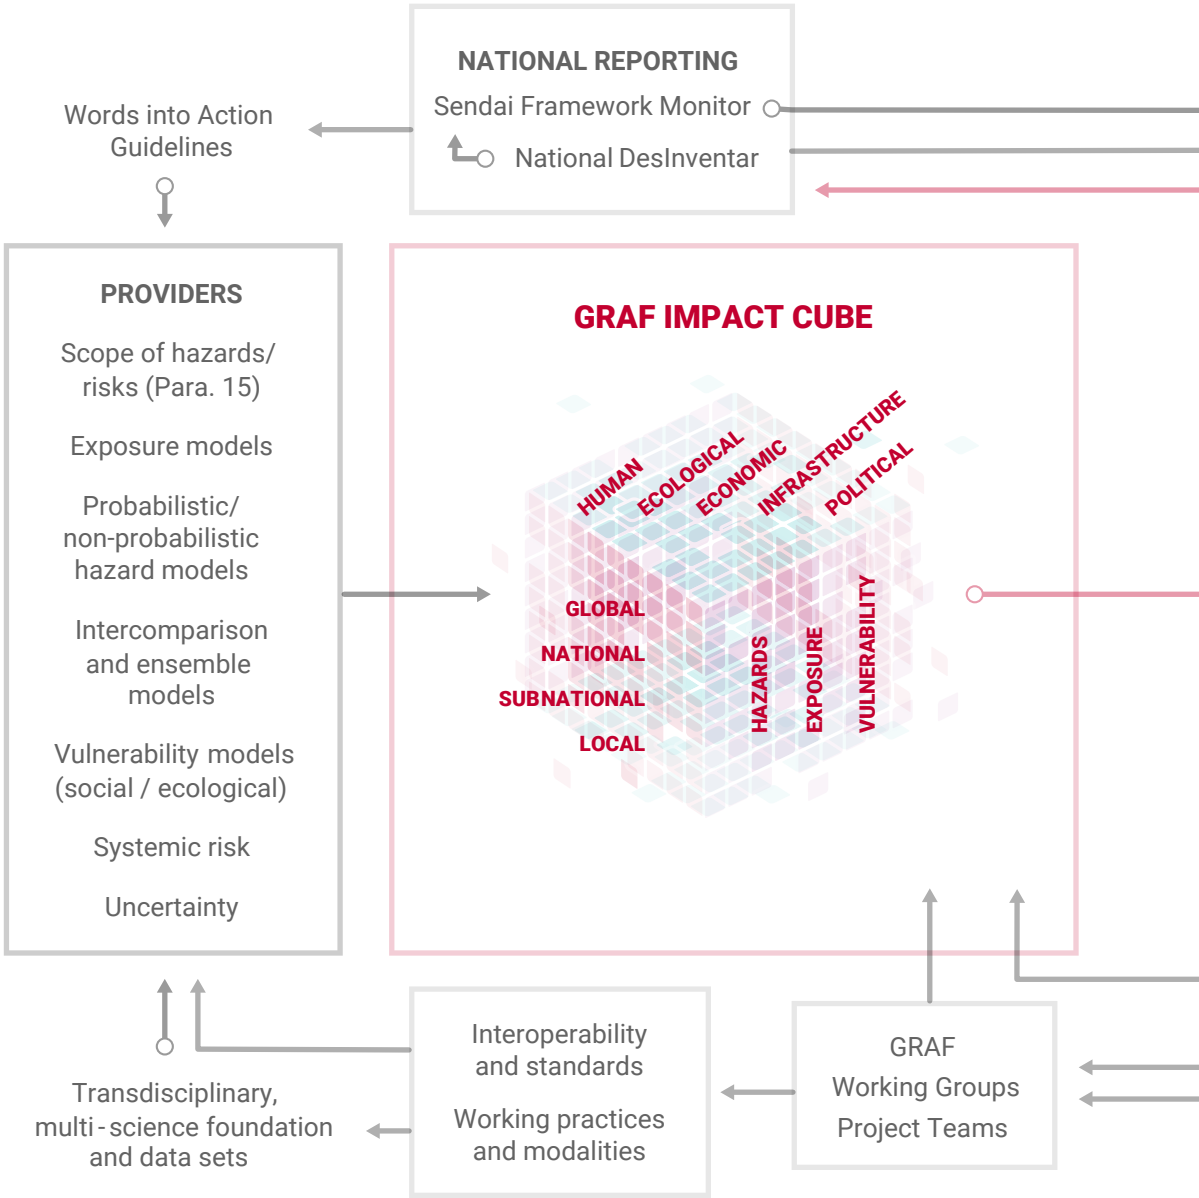 NATIONAL REPORTING
Sendai Framework Monitor
National DesInventar
Words into Action
Guidelines
PROVIDERS
Scope of hazards/
risks (Para. 15)
Exposure models
Probabilistic/
non-probabilistic
hazard models
Intercomparison
and ensemble
models
Vulnerability models
(social / ecological)
Systemic risk
Uncertainty
GRAF IMPACT CUBE
HUMAN
ECOLOGICAL
ECONOMIC
INFRASTRUCTURE
POLITICAL
GLOBAL
NATIONAL
SUBNATIONAL
LOCAL
HAZARDS
EXPOSURE
VULNERABILITY
Transdisciplinary,
multi-science foundation
and data sets
Interoperability
and standards
Working practices
and modalities
GRAF
Working Groups
Project Teams